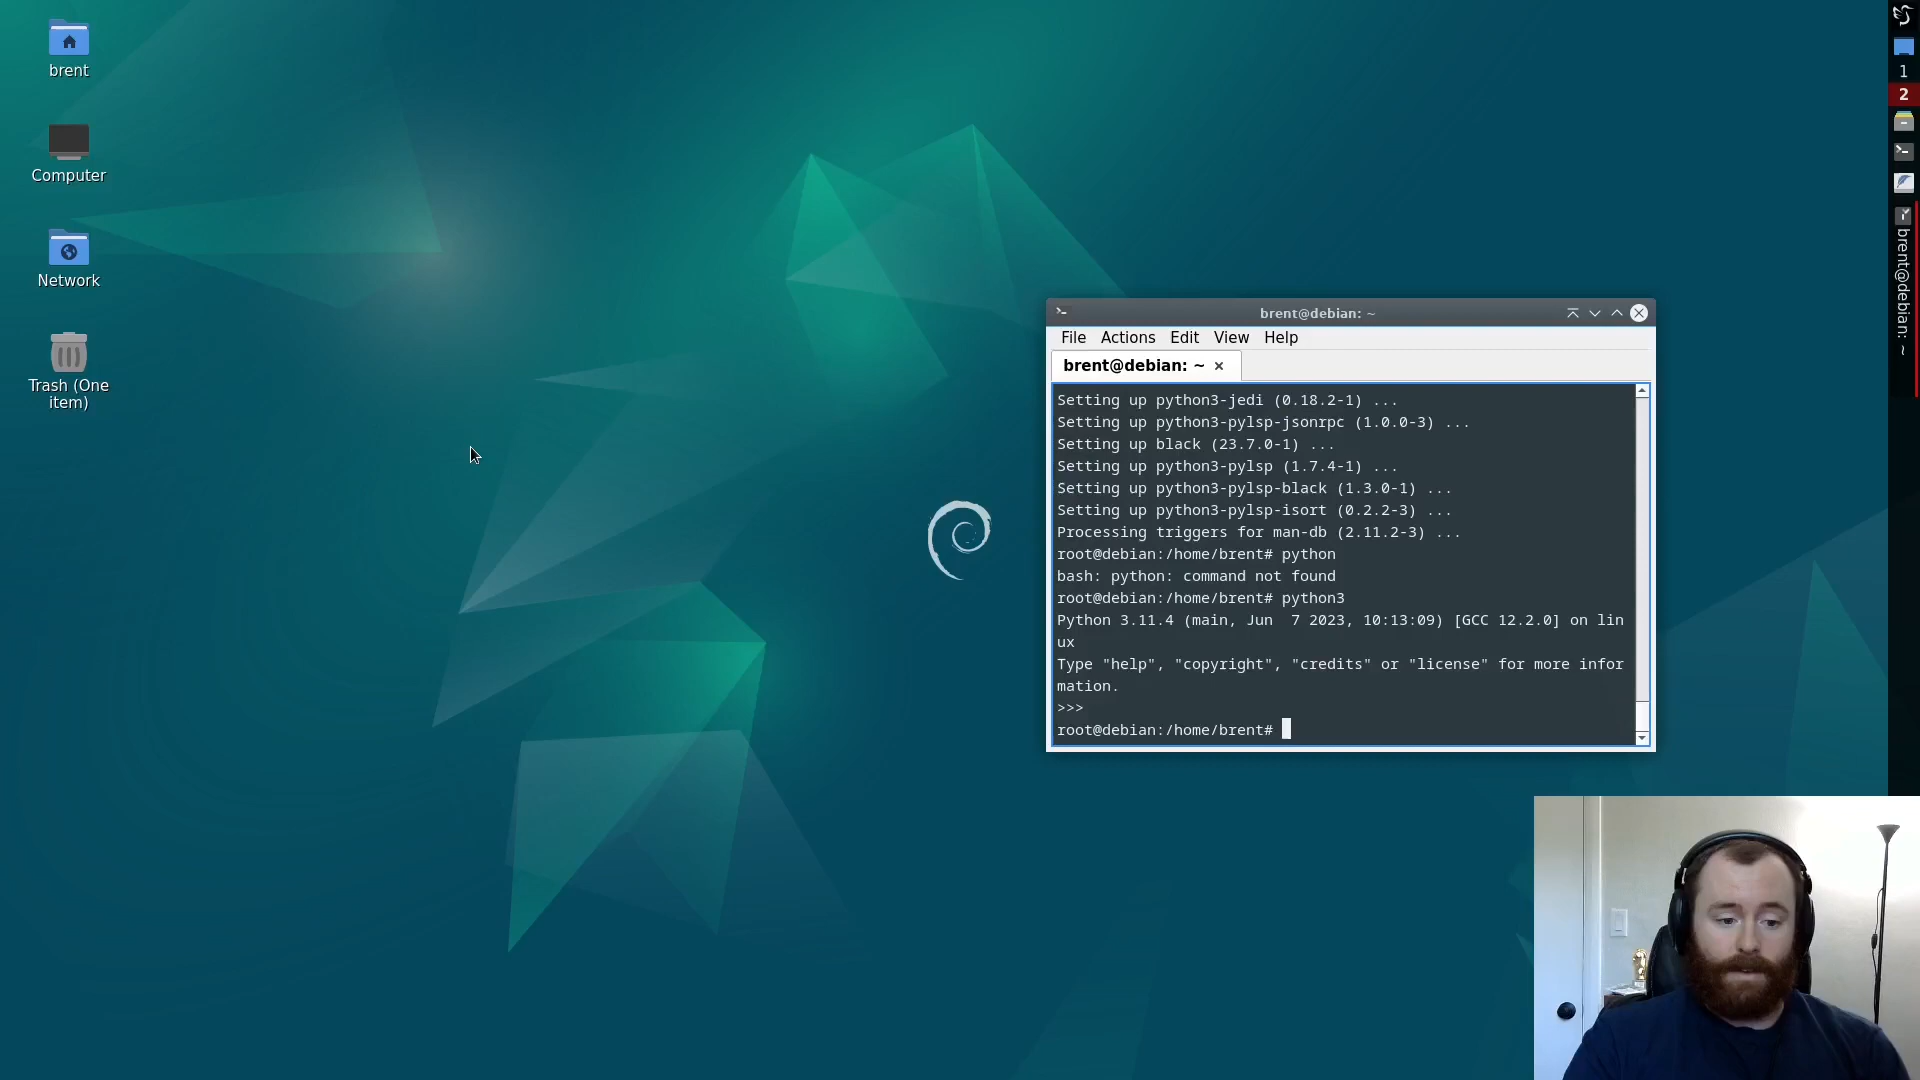 brent
Computer
Network
Trash (One
item)
brent@debian: ~
File Actions Edit View Help
brent@debian: ~
Setting up python3-jedi (0.18.2-1) ...
Setting up python3-pylsp-jsonrpc (1.0.0-3) ...
Setting up black (23.7.0-1) ...
Setting up python3-pylsp (1.7.4-1) ...
Setting up python3-pylsp-black (1.3.0-1) ...
Setting up python3-pylsp-isort (0.2.2-3) ...
Processing triggers for man-db (2.11.2-3) ...
root@debian:/home/brent# python
bash: python: command not found
root@debian:/home/brent# python3
Python 3.11.4 (main, Jun  7 2023, 10:13:09) [GCC 12.2.0] on lin
ux
Type "help", "copyright", "credits" or "license" for more infor
mation.
>>>
root@debian:/home/brent#
1
2
brent@debian: ~